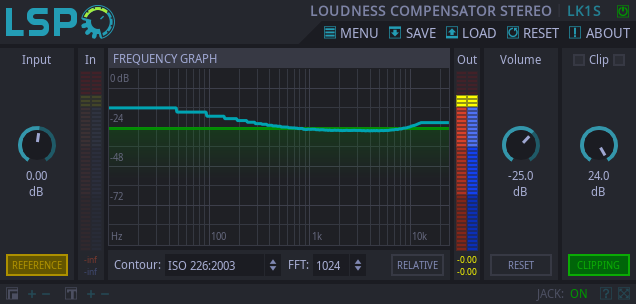 LSP
LOUDNESS COMPENSATOR STEREO LK1S
MENU SAVE LOAD RESET ABOUT
Input In FREQUENCY GRAPH Out Volume Clip
0 dB
-24
-48
-72
Hz 100 1k 10k
0.00 -25.0 24.0
dB dB dB
-inf -0.00
-inf -0.00
REFERENCE Contour: ISO 226:2003 FFT: 1024 RELATIVE RESET CLIPPING
JACK: ON ?